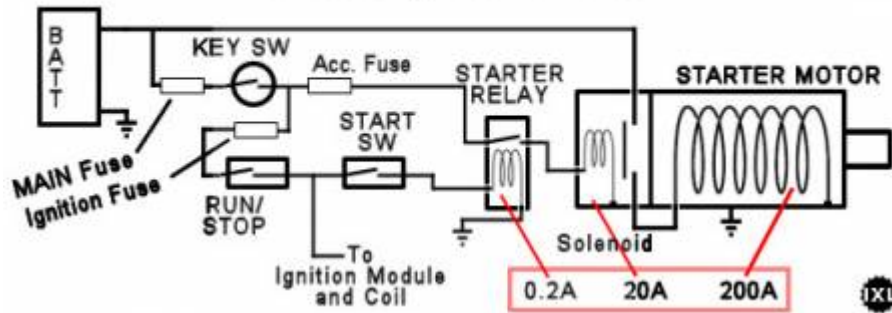 BATT
KEY SW
Acc. Fuse
STARTER
RELAY
STARTER MOTOR
MAIN Fuse
Ignition Fuse
START
SW
RUN/
STOP
To
Ignition Module
and Coil
Solenoid
0.2A 20A 200A
IXL